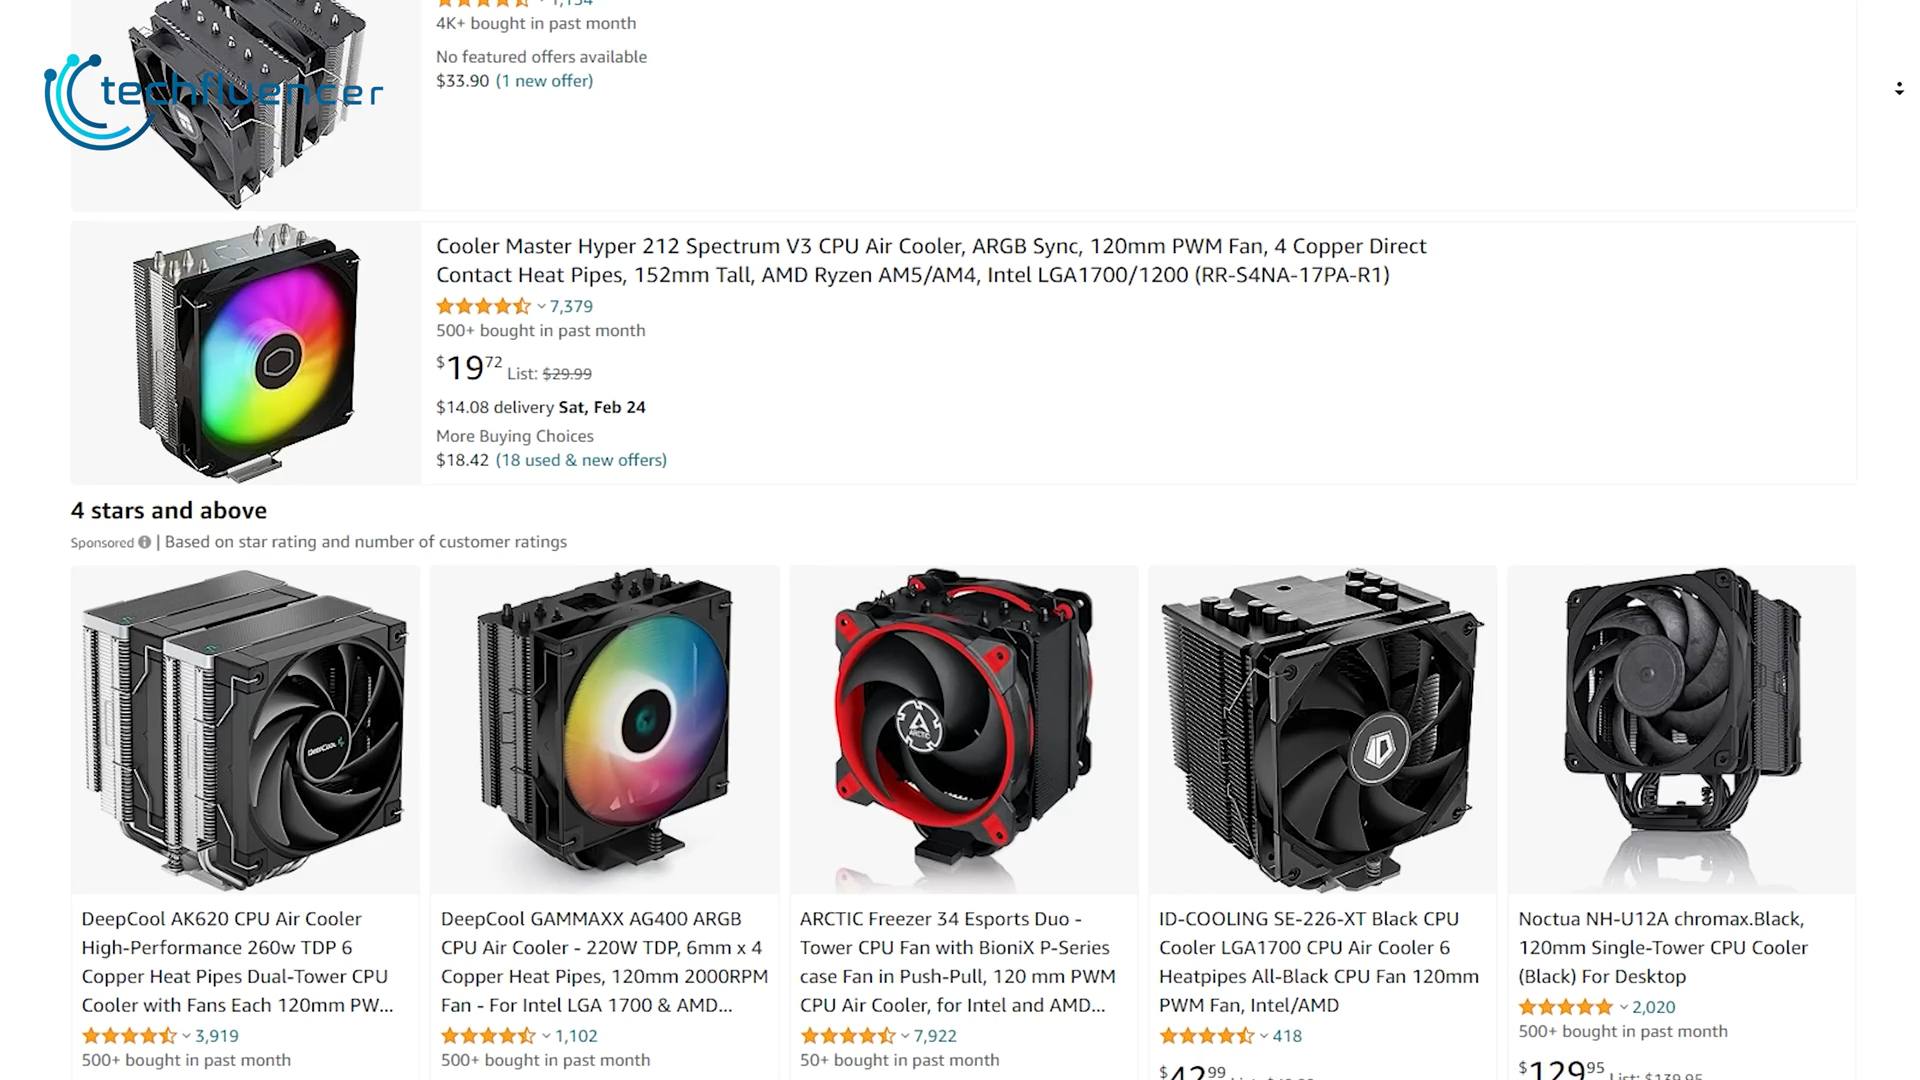 1,134
4K+ bought in past month
No featured offers available
$33.90 (1 new offer)
techfluencer
Cooler Master Hyper 212 Spectrum V3 CPU Air Cooler, ARGB Sync, 120mm PWM Fan, 4 Copper Direct
Contact Heat Pipes, 152mm Tall, AMD Ryzen AM5/AM4, Intel LGA1700/1200 (RR-S4NA-17PA-R1)
7,379
500+ bought in past month
$19.72 List: $29.99
$14.08 delivery Sat, Feb 24
More Buying Choices
$18.42 (18 used & new offers)
4 stars and above
Sponsored | Based on star rating and number of customer ratings
DeepCool
ARCTIC
DeepCool AK620 CPU Air Cooler
High-Performance 260w TDP 6
Copper Heat Pipes Dual-Tower CPU
Cooler with Fans Each 120mm PW...
3,919
500+ bought in past month
DeepCool GAMMAXX AG400 ARGB
CPU Air Cooler - 220W TDP, 6mm x 4
Copper Heat Pipes, 120mm 2000RPM
Fan - For Intel LGA 1700 & AMD...
1,102
500+ bought in past month
ARCTIC Freezer 34 Esports Duo -
Tower CPU Fan with BioniX P-Series
case Fan in Push-Pull, 120 mm PWM
CPU Air Cooler, for Intel and AMD...
7,922
50+ bought in past month
ID-COOLING SE-226-XT Black CPU
Cooler LGA1700 CPU Air Cooler 6
Heatpipes All-Black CPU Fan 120mm
PWM Fan, Intel/AMD
418
$42.99
Noctua NH-U12A chromax.Black,
120mm Single-Tower CPU Cooler
(Black) For Desktop
2,020
500+ bought in past month
$129.95 List: $139.95